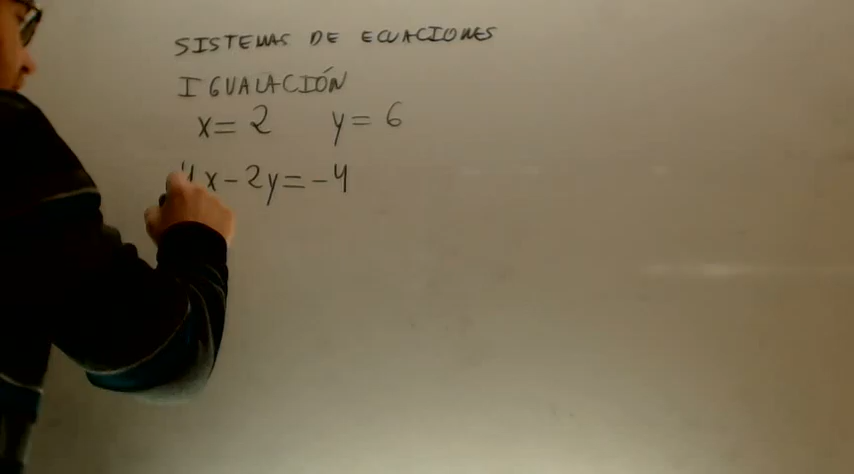 SISTEMAS DE ECUACIONES
IGUALACIÓN
x = 2 y = 6
4x - 2y = -4